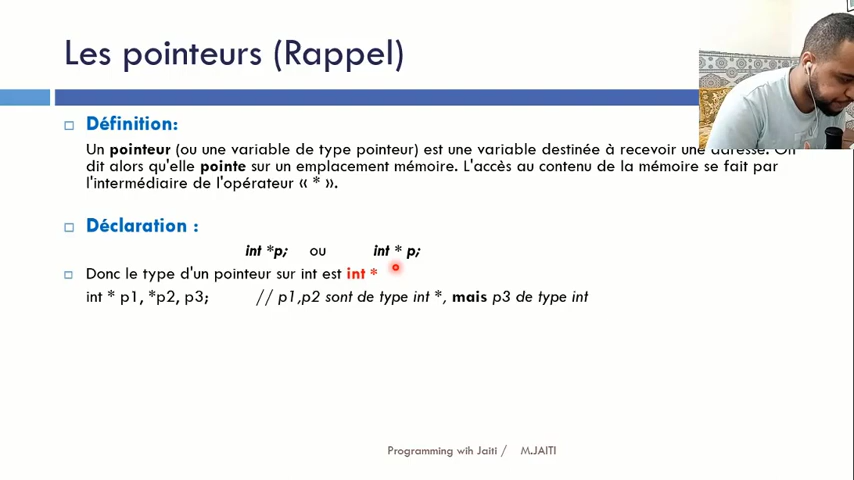 Les pointeurs (Rappel)
Définition:
Un pointeur (ou une variable de type pointeur) est une variable destinée à recevoir une adresse. On
dit alors qu'elle pointe sur un emplacement mémoire. L'accès au contenu de la mémoire se fait par
l'intermédiaire de l'opérateur « * ».
Déclaration :
int *p; ou int * p;
Donc le type d'un pointeur sur int est int *
int * p1, *p2, p3; // p1,p2 sont de type int *, mais p3 de type int
Programming wih Jaiti / M.JAITI